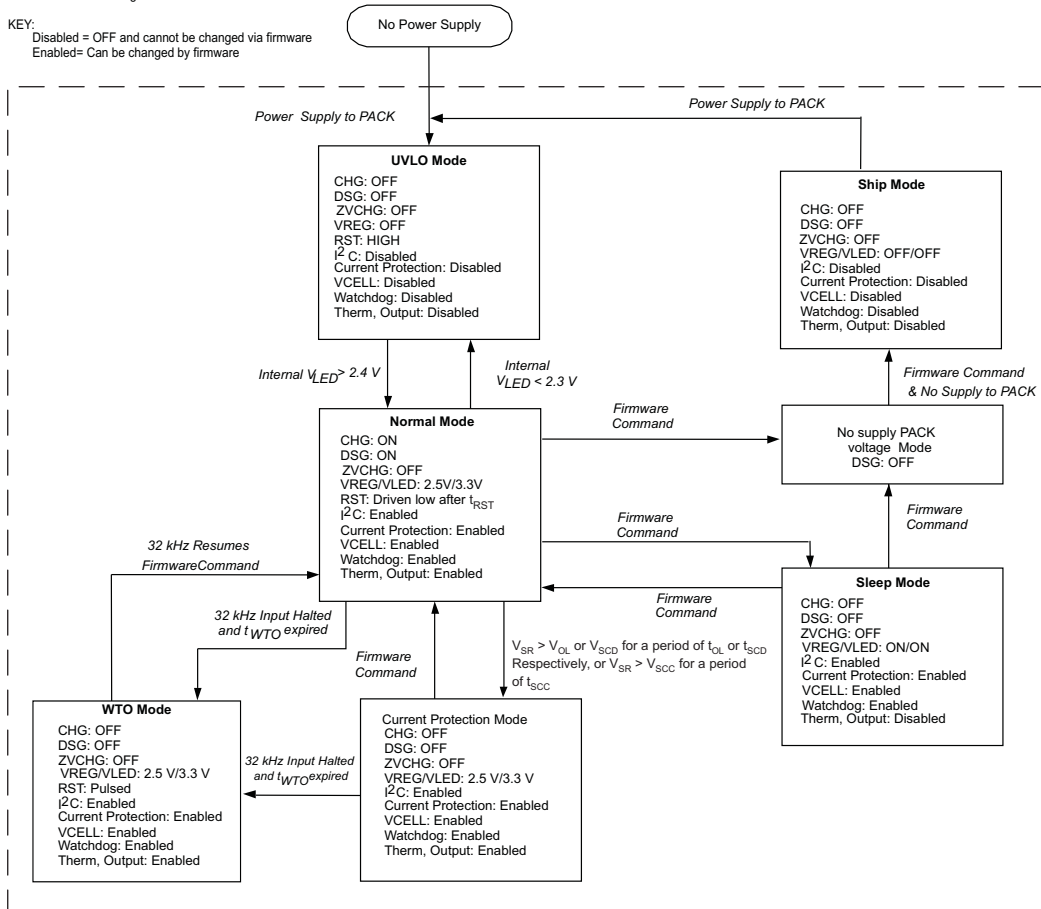 KEY:
Disabled = OFF and cannot be changed via firmware
Enabled= Can be changed by firmware
No Power Supply
Power Supply to PACK
Power Supply to PACK
UVLO Mode
CHG: OFF
DSG: OFF
ZVCHG: OFF
VREG: OFF
RST: HIGH
I2 C: Disabled
Current Protection: Disabled
VCELL: Disabled
Watchdog: Disabled
Therm, Output: Disabled
Ship Mode
CHG: OFF
DSG: OFF
ZVCHG: OFF
VREG/VLED: OFF/OFF
I2C: Disabled
Current Protection: Disabled
VCELL: Disabled
Watchdog: Disabled
Therm, Output: Disabled
Internal VLED> 2.4 V
Internal
VLED < 2.3 V
Firmware Command
& No Supply to PACK
Normal Mode
CHG: ON
DSG: ON
ZVCHG: OFF
VREG/VLED: 2.5V/3.3V
RST: Driven low after tRST
I2C: Enabled
Current Protection: Enabled
VCELL: Enabled
Watchdog: Enabled
Therm, Output: Enabled
Firmware
Command
No supply PACK
voltage Mode
DSG: OFF
Firmware
Command
Firmware
Command
32 kHz Resumes
FirmwareCommand
Firmware
Command
Sleep Mode
CHG: OFF
DSG: OFF
ZVCHG: OFF
VREG/VLED: ON/ON
I2C: Enabled
Current Protection: Enabled
VCELL: Enabled
Watchdog: Enabled
Therm, Output: Disabled
32 kHz Input Halted
and tWTO expired
Firmware
Command
VSR > VOL or VSCD for a period of tOL or tSCD
Respectively, or VSR > VSCC for a period
of tSCC
WTO Mode
CHG: OFF
DSG: OFF
ZVCHG: OFF
VREG/VLED: 2.5 V/3.3 V
RST: Pulsed
I2C: Enabled
Current Protection: Enabled
VCELL: Enabled
Watchdog: Enabled
Therm, Output: Enabled
32 kHz Input Halted
and tWTOexpired
Current Protection Mode
CHG: OFF
DSG: OFF
ZVCHG: OFF
VREG/VLED: 2.5 V/3.3 V
I2C: Enabled
Current Protection: Enabled
VCELL: Enabled
Watchdog: Enabled
Therm, Output: Enabled